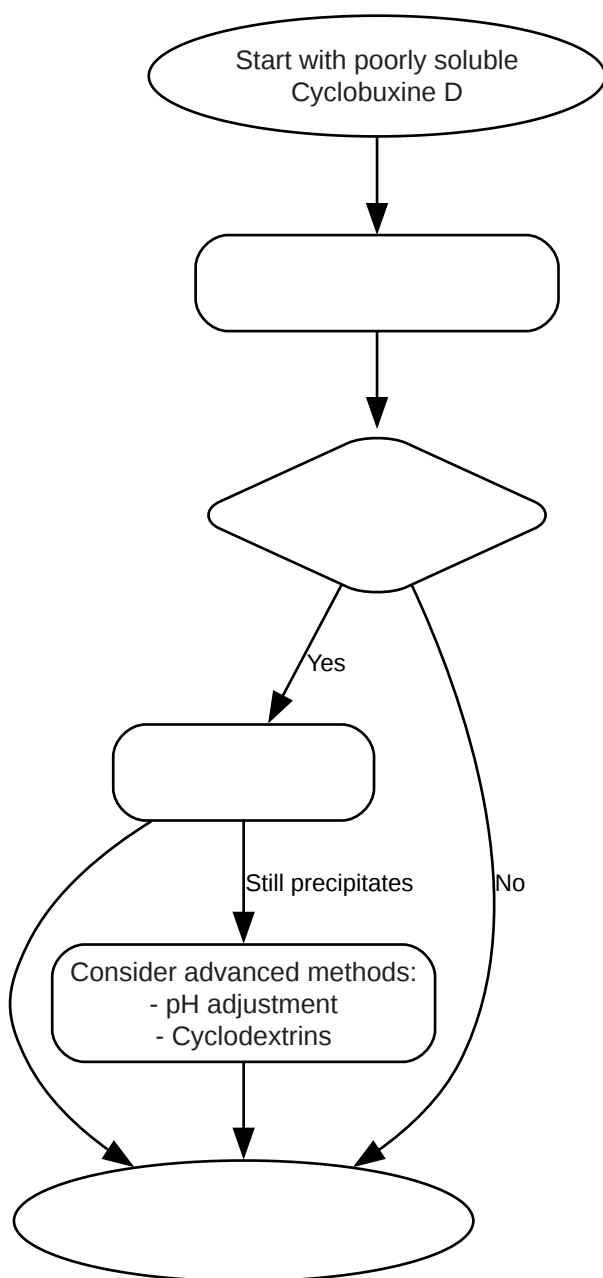 Start with poorly soluble
Cyclobuxine D
Yes
Still precipitates
No
Consider advanced methods:
- pH adjustment
- Cyclodextrins